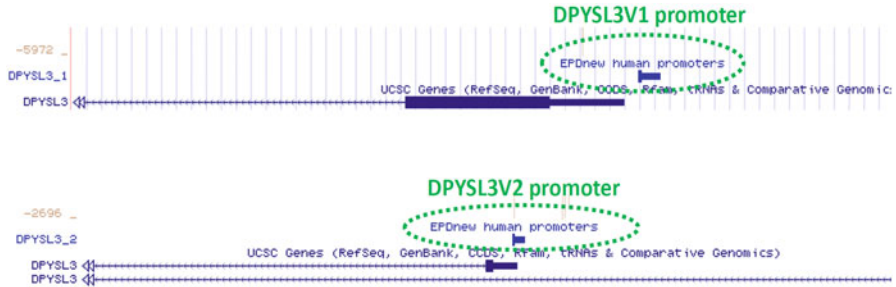 DPYSL3V1 promoter
-5972 _
EPDnew human promoters
DPYSL3_1
UCSC Genes (RefSeq, GenBank, CCDS, Rfam, tRNAs & Comparative Genomic
DPYSL3
DPYSL3V2 promoter
-2696 _
EPDnew human promoters
DPYSL3_2
UCSC Genes (RefSeq, GenBank, CCDS, Rfam, tRNAs & Comparative Genomics)
DPYSL3
DPYSL3